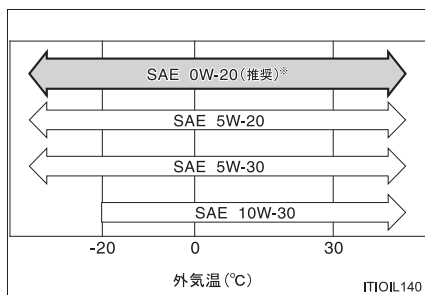 SAE 0W-20(推奨)※
SAE 5W-20
SAE 5W-30
SAE 10W-30
-20 0 30
外気温(℃)
ITIOIL140